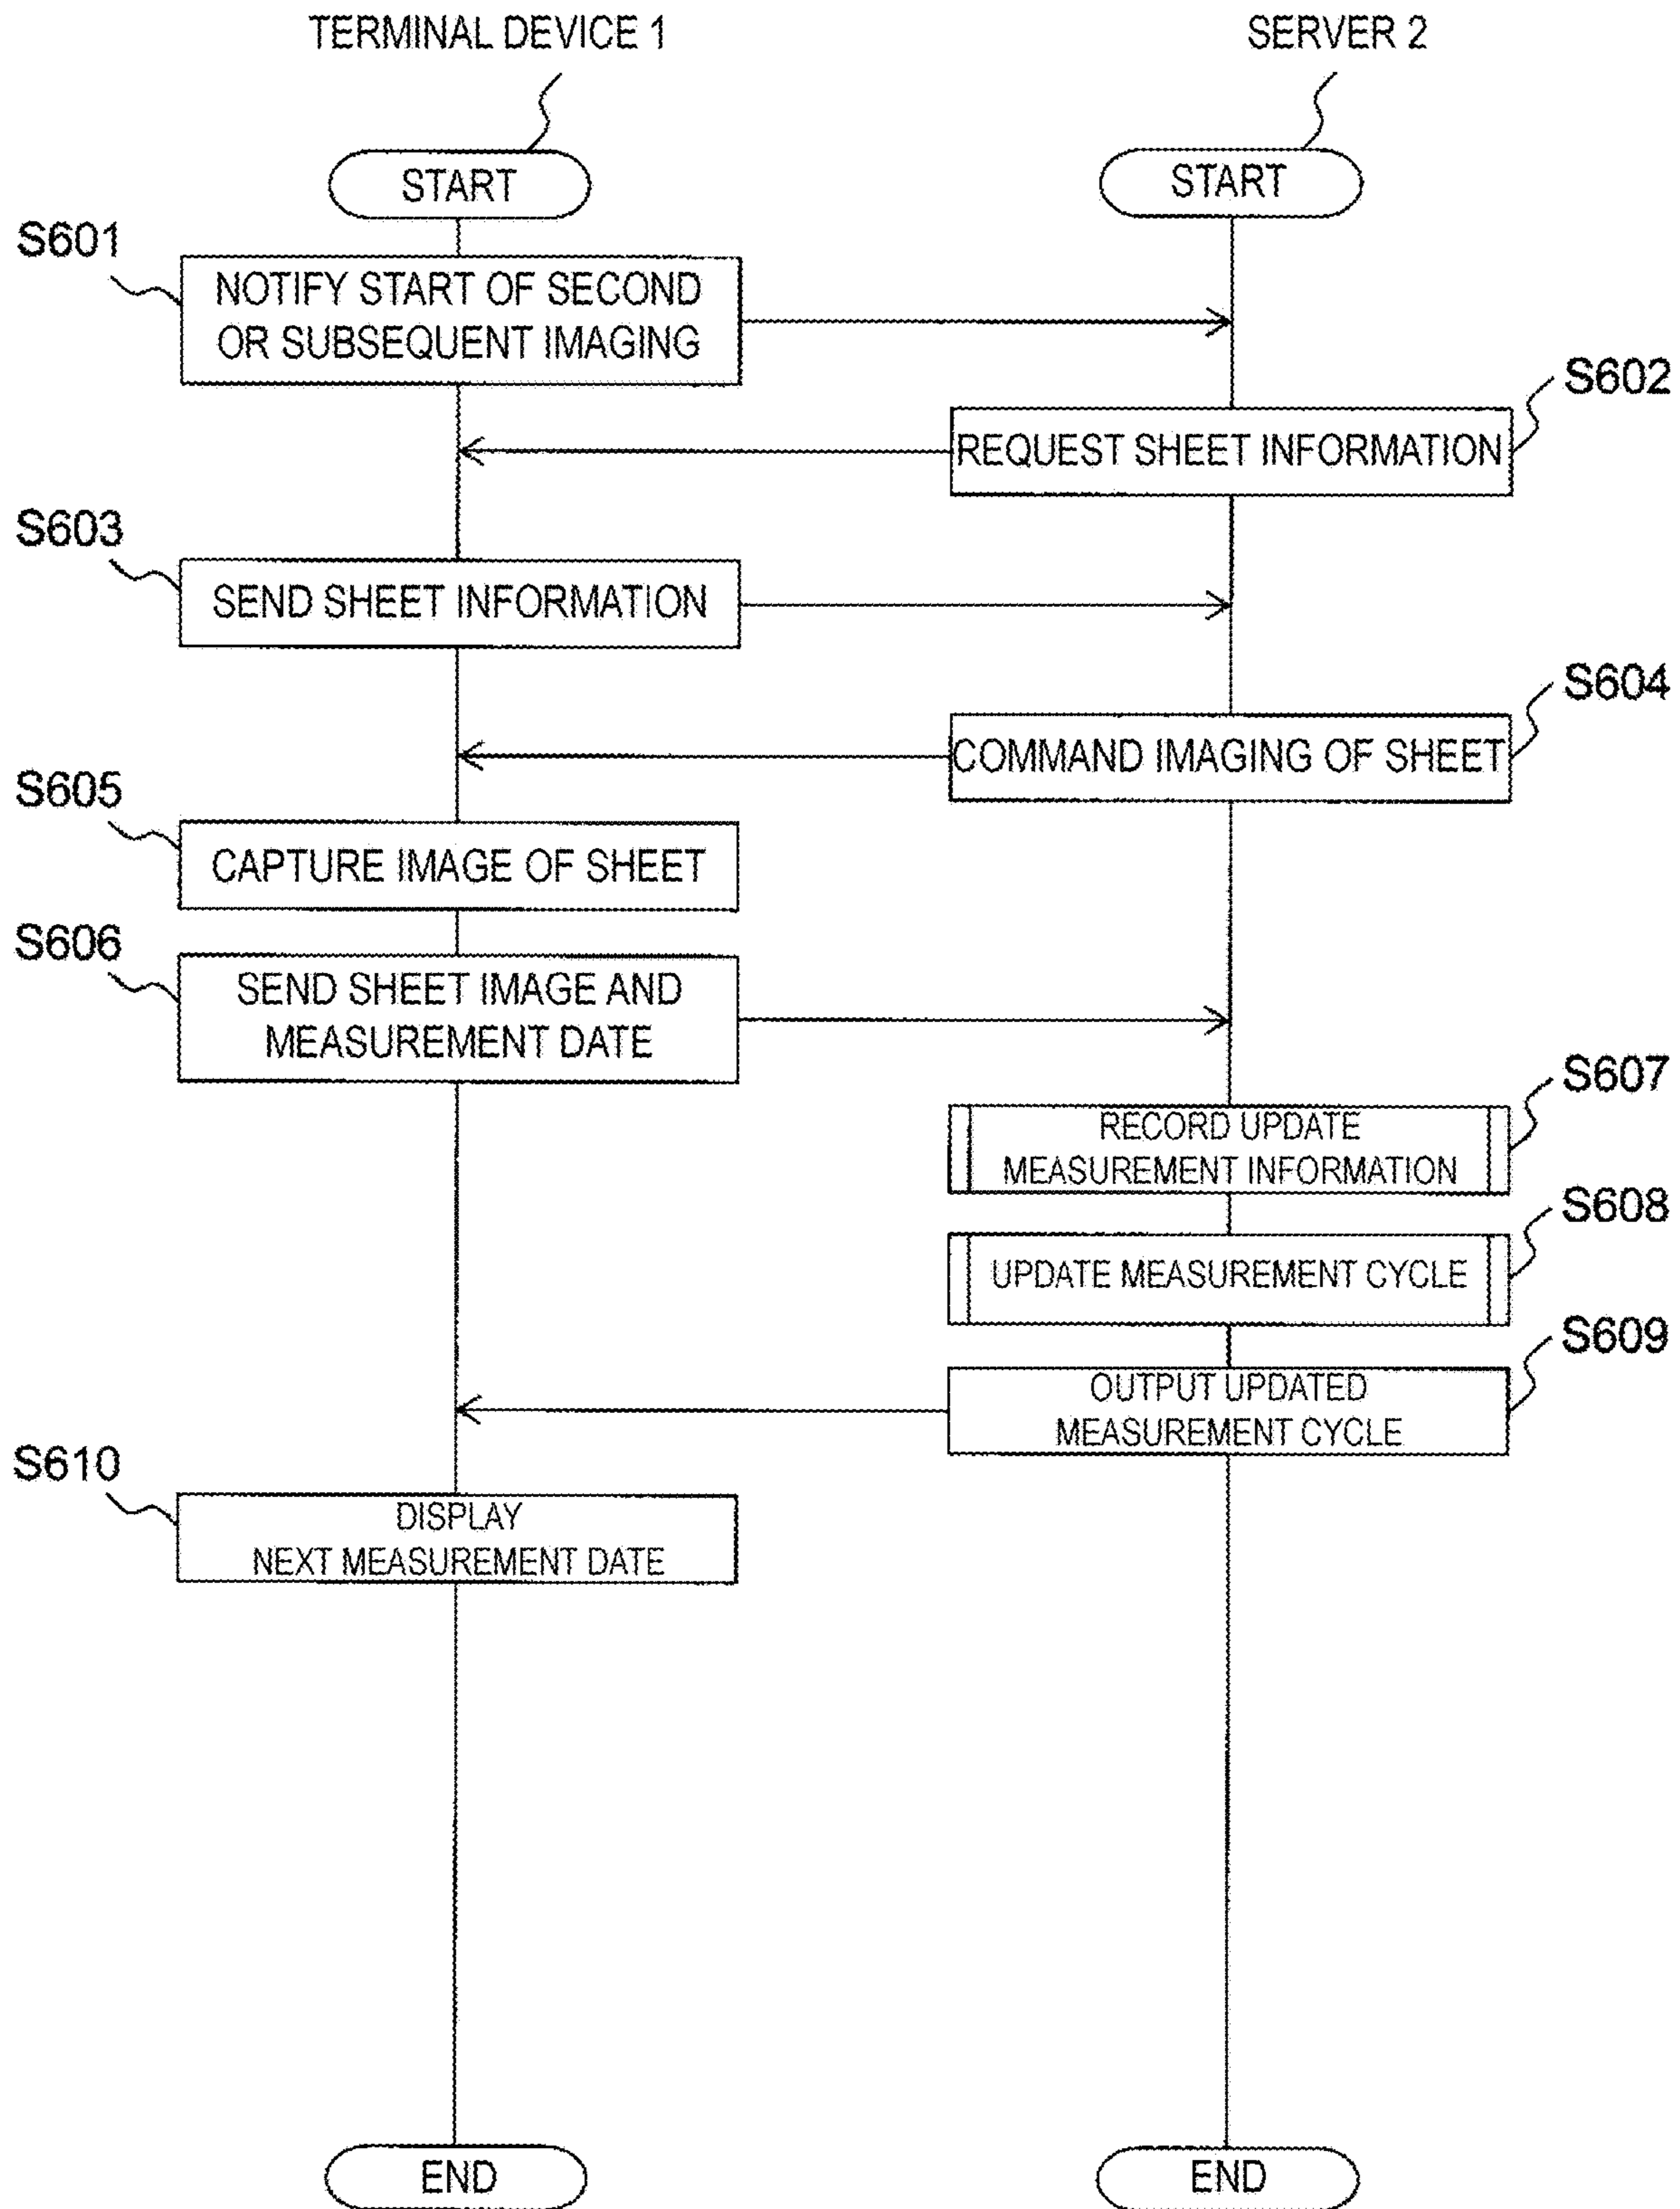 TERMINAL DEVICE 1
SERVER 2
START
START
S601
NOTIFY START OF SECOND
OR SUBSEQUENT IMAGING
S602
REQUEST SHEET INFORMATION
S603
SEND SHEET INFORMATION
S604
COMMAND IMAGING OF SHEET
S605
CAPTURE IMAGE OF SHEET
S606
SEND SHEET IMAGE AND
MEASUREMENT DATE
S607
RECORD UPDATE
MEASUREMENT INFORMATION
S608
UPDATE MEASUREMENT CYCLE
S609
OUTPUT UPDATED
MEASUREMENT CYCLE
S610
DISPLAY
NEXT MEASUREMENT DATE
END
END